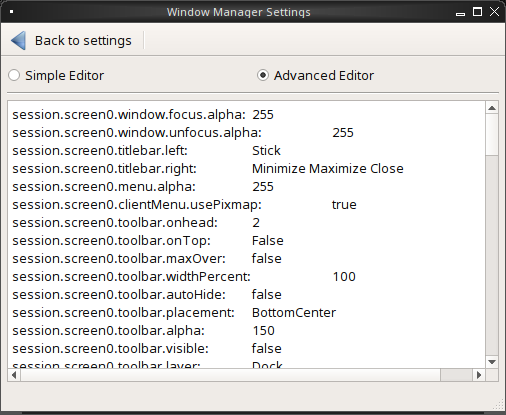 Window Manager Settings
Back to settings
Simple Editor Advanced Editor
session.screen0.window.focus.alpha: 255
session.screen0.window.unfocus.alpha: 255
session.screen0.titlebar.left: Stick
session.screen0.titlebar.right: Minimize Maximize Close
session.screen0.menu.alpha: 255
session.screen0.clientMenu.usePixmap: true
session.screen0.toolbar.onhead: 2
session.screen0.toolbar.onTop: False
session.screen0.toolbar.maxOver: false
session.screen0.toolbar.widthPercent: 100
session.screen0.toolbar.autoHide: false
session.screen0.toolbar.placement: BottomCenter
session.screen0.toolbar.alpha: 150
session.screen0.toolbar.visible: false
session.screen0.toolbar.layer: Dock